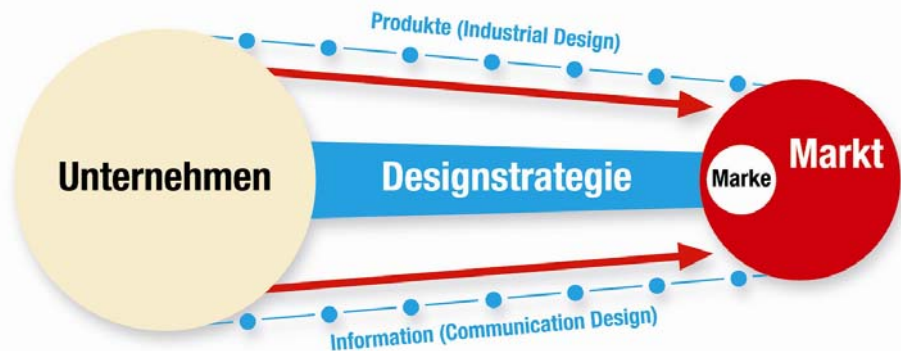 Produkte (Industrial Design)
Unternehmen
Designstrategie
Marke
Markt
Information (Communication Design)